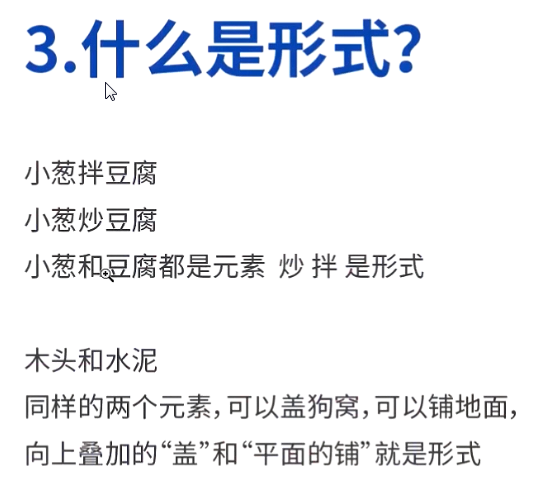 3.什么是形式？
小葱拌豆腐
小葱炒豆腐
小葱和豆腐都是元素 炒 拌 是形式
木头和水泥
同样的两个元素，可以盖狗窝，可以铺地面，
向上叠加的“盖”和“平面的铺”就是形式